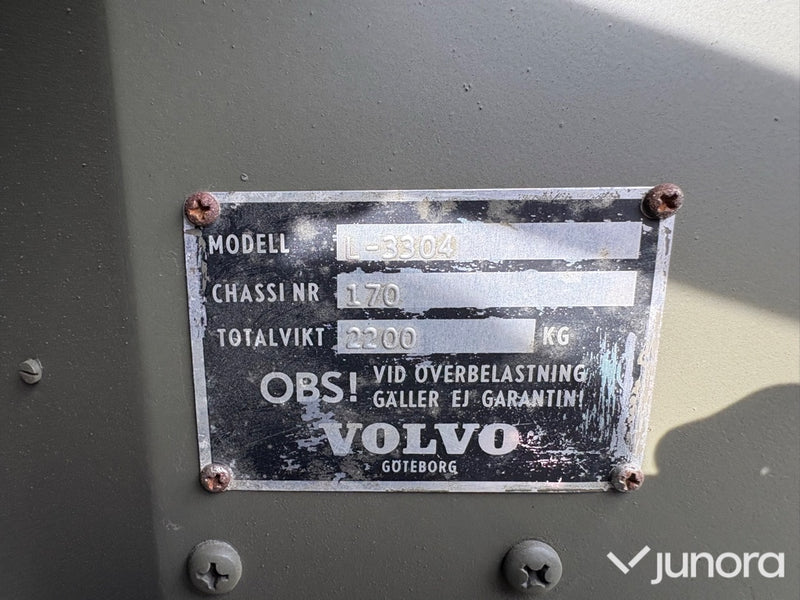 MODELL L-3304
CHASSI NR 170
TOTALVIKT 2200 KG
OBS! VID ÖVERBELASTNING
GÄLLER EJ GARANTIN!
VOLVO
GÖTEBORG
junora